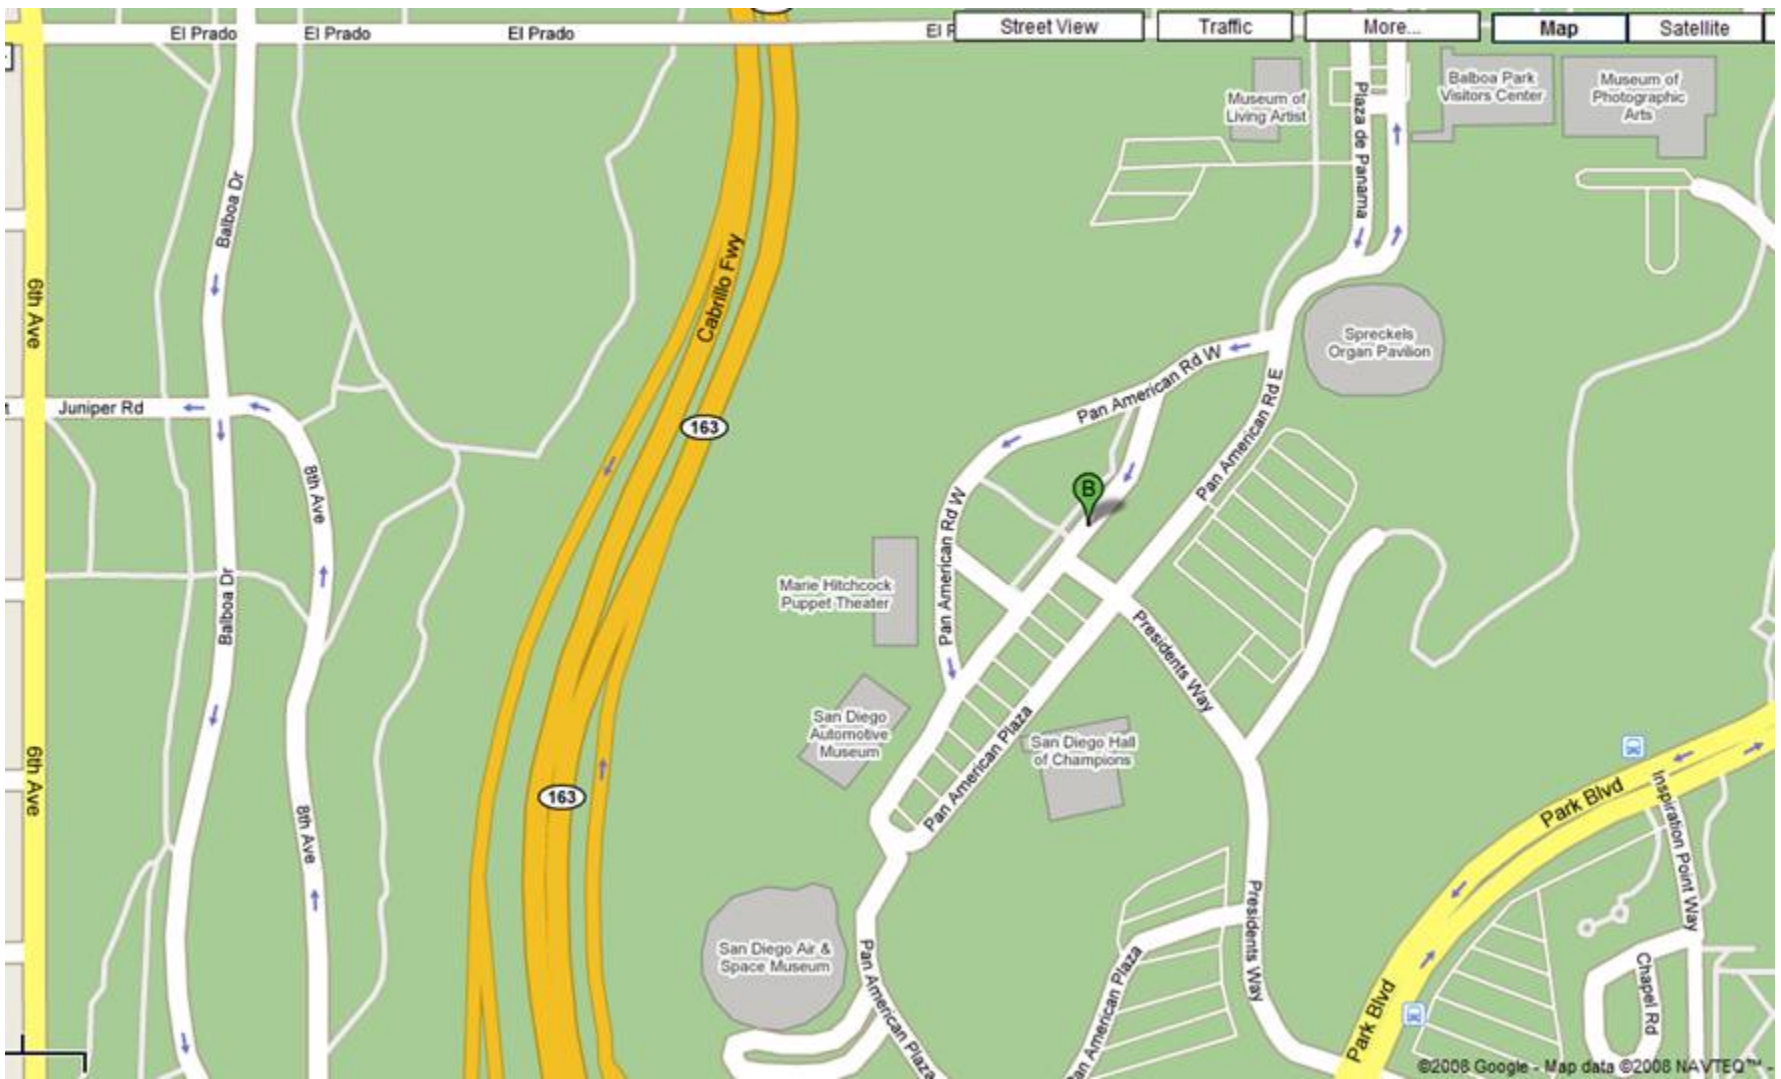 El Prado
El Prado
El Prado
El P
Street View
Traffic
More...
Map
Satellite
Museum of
Living Artist
Plaza de Panama
Balboa Park
Visitors Center
Museum of
Photographic
Arts
Balboa Dr
6th Ave
Cabrillo Fwy
Spreckels
Organ Pavilion
Pan American Rd W
Pan American Rd E
Juniper Rd
163
8th Ave
B
Pan American Rd W
Marie Hitchcock
Puppet Theater
Balboa Dr
Presidents Way
San Diego
Automotive
Museum
Pan American Plaza
San Diego Hall
of Champions
6th Ave
163
8th Ave
Park Blvd
Inspiration Point Way
San Diego Air &
Space Museum
Pan American Plaza
Pan American Plaza
Presidents Way
Park Blvd
Chapel Rd
©2008 Google - Map data ©2008 NAVTEQ™ -